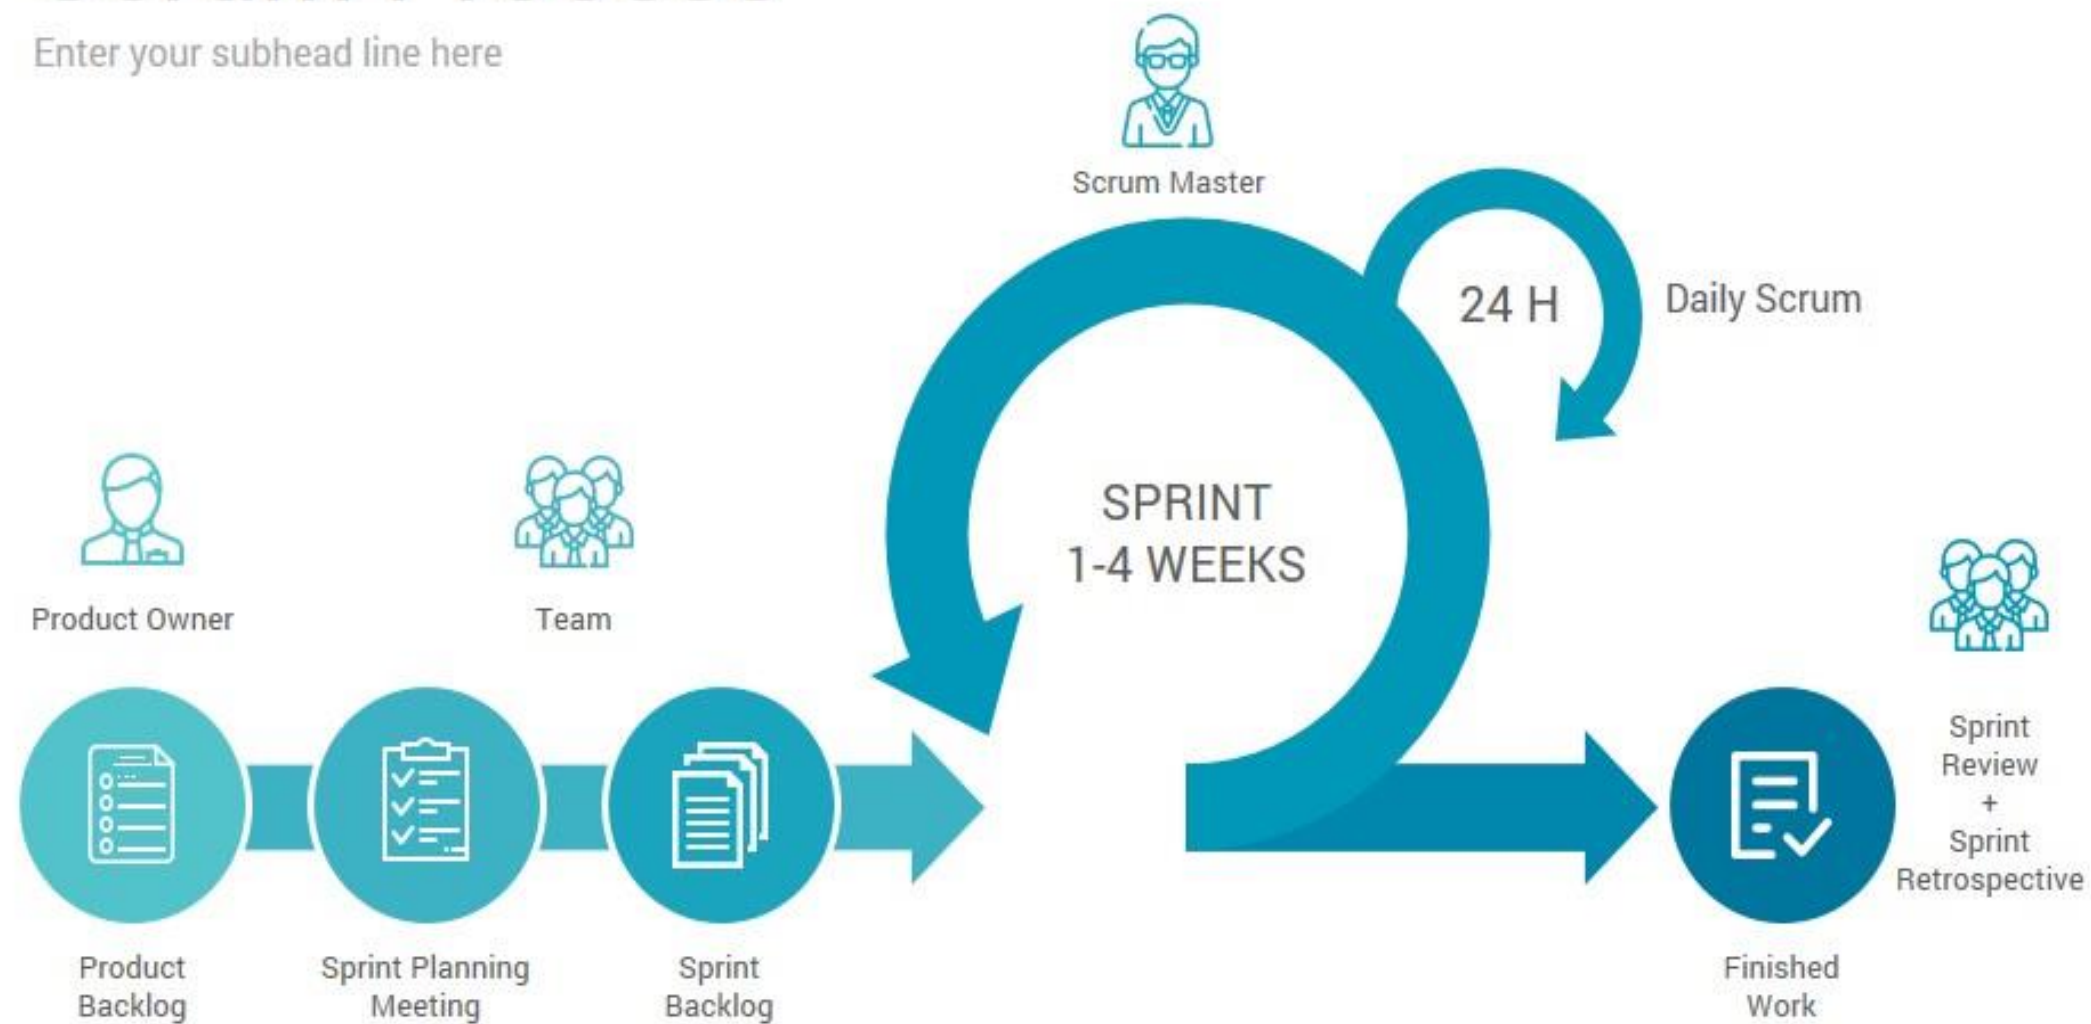 Enter your subhead line here
Scrum Master
24 H
Daily Scrum
SPRINT
1-4 WEEKS
Product Owner
Team
Sprint
Review
+
Sprint
Retrospective
Product
Backlog
Sprint Planning
Meeting
Sprint
Backlog
Finished
Work